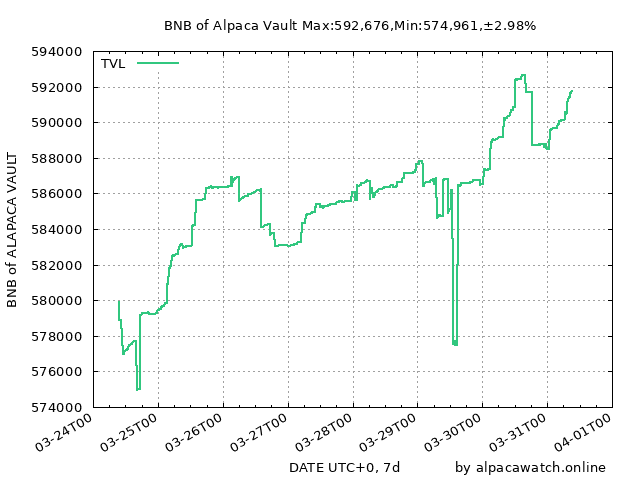 BNB of Alpaca Vault Max:592,676,Min:574,961,±2.98%
TVL
594000
592000
590000
588000
586000
584000
582000
580000
578000
576000
574000
BNB of ALAPACA VAULT
03-24T00
03-25T00
03-26T00
03-27T00
03-28T00
03-29T00
03-30T00
03-31T00
04-01T00
DATE UTC+0, 7d
by alpacawatch.online